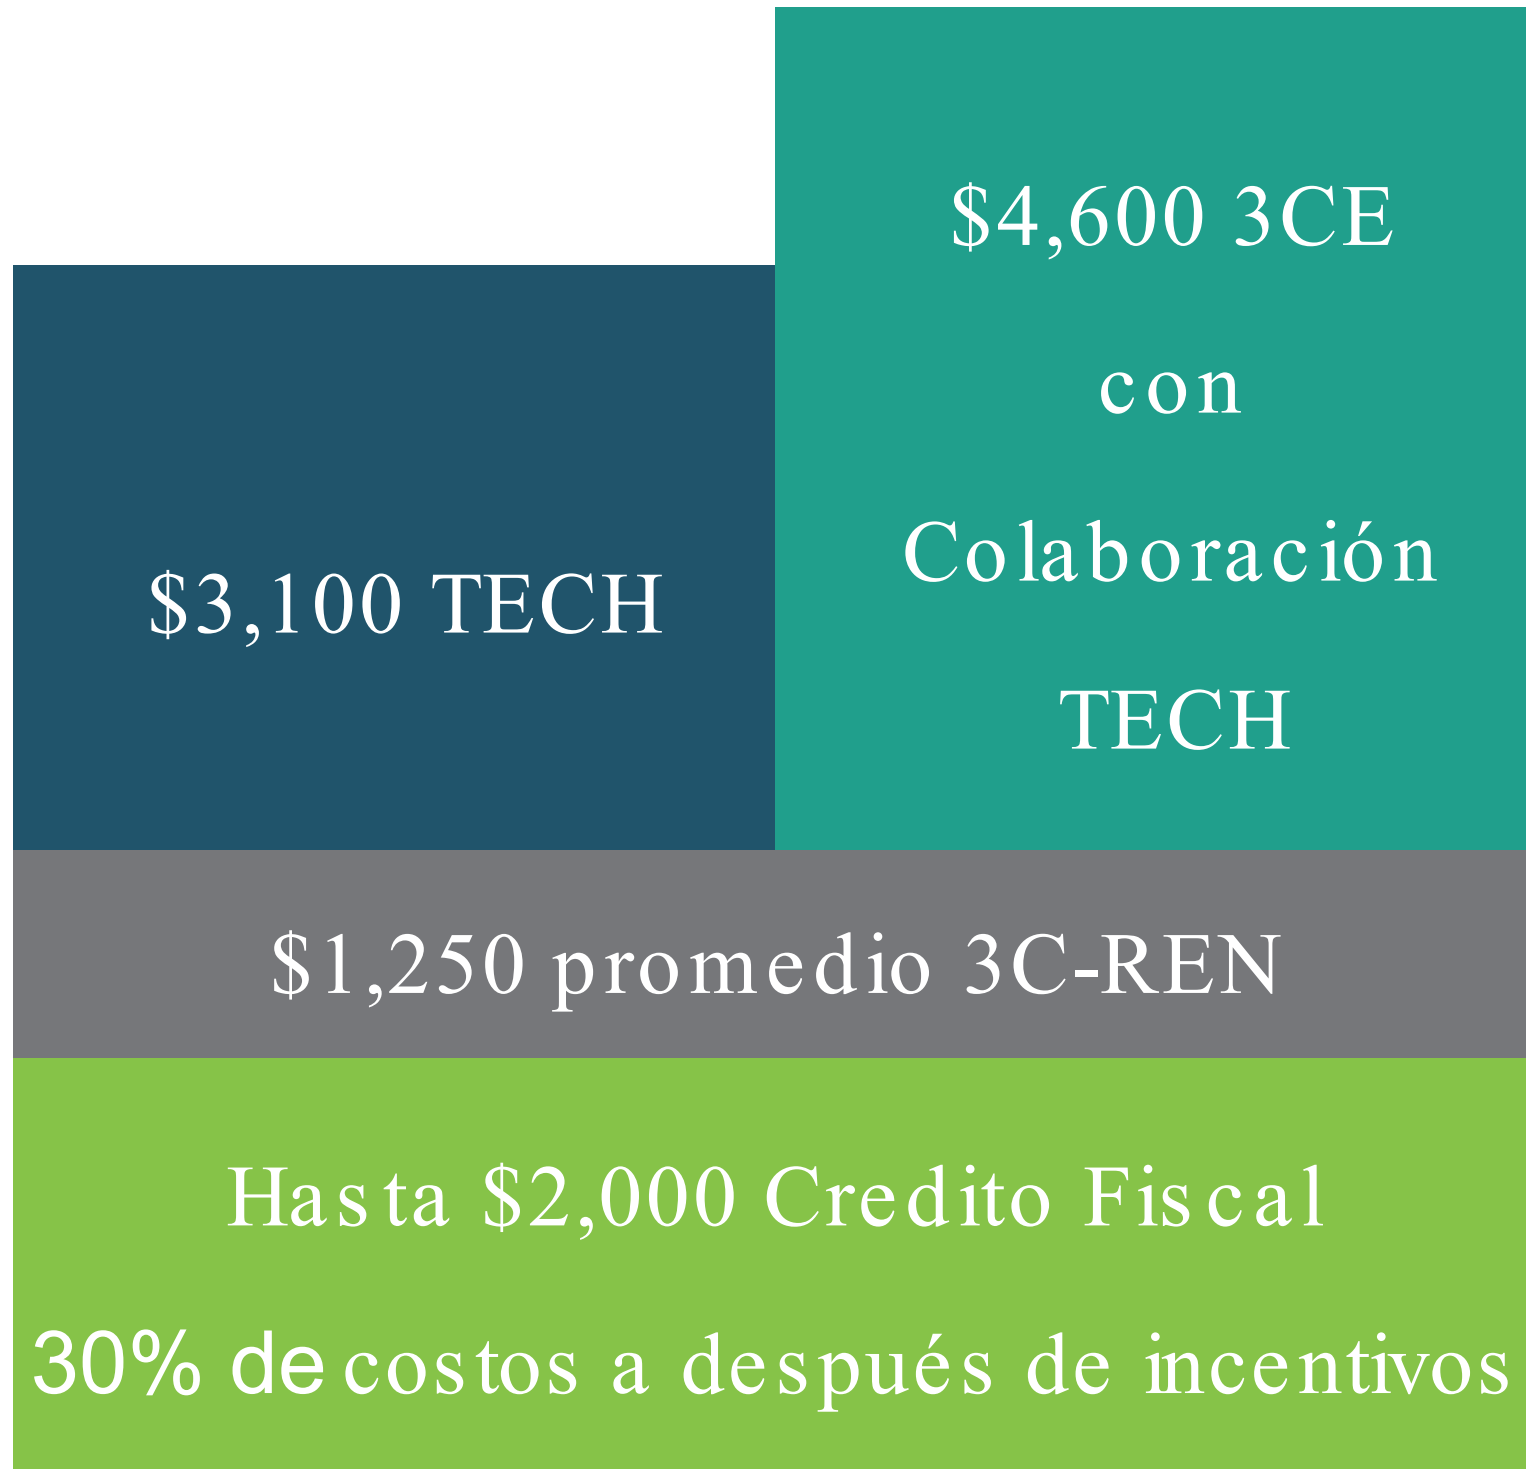 $4,600 3CE
con
Colaboración
TECH
$3,100 TECH
$1,250 promedio 3C-REN
Hasta $2,000 Credito Fiscal
30% de costos a después de incentivos